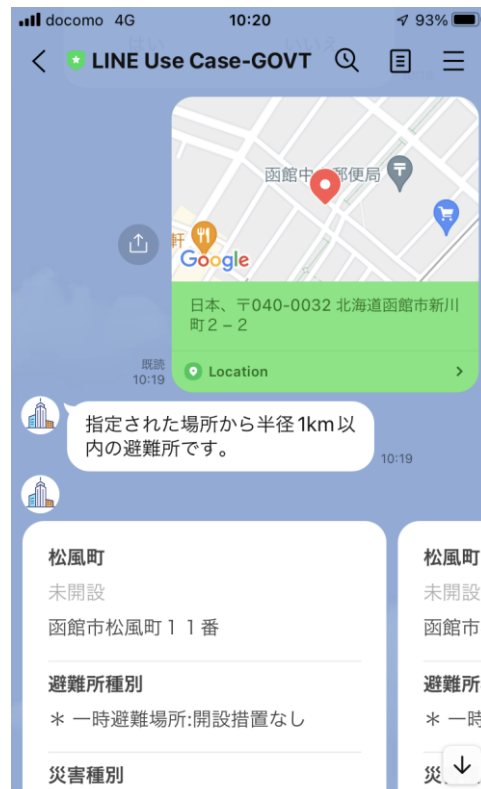 docomo 4G 10:20 93%
LINE Use Case-GOVT
函館中
郵便局
軒
Google
日本、〒040-0032 北海道函館市新川
町２−２
既読
10:19
Location
指定された場所から半径1km以
内の避難所です。
10:19
松風町
未開設
函館市松風町１１番
避難所種別
＊ 一時避難場所:開設措置なし
災害種別
松風町
未開設
函館市
避難所
＊ 一時
災